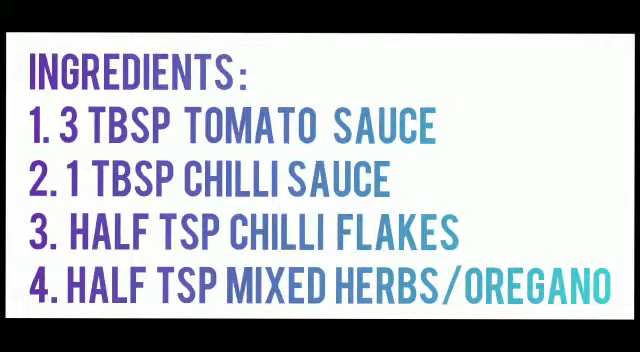 INGREDIENTS:
1. 3 TBSP TOMATO SAUCE
2. 1 TBSP CHILLI SAUCE
3. HALF TSP CHILLI FLAKES
4. HALF TSP MIXED HERBS/OREGANO